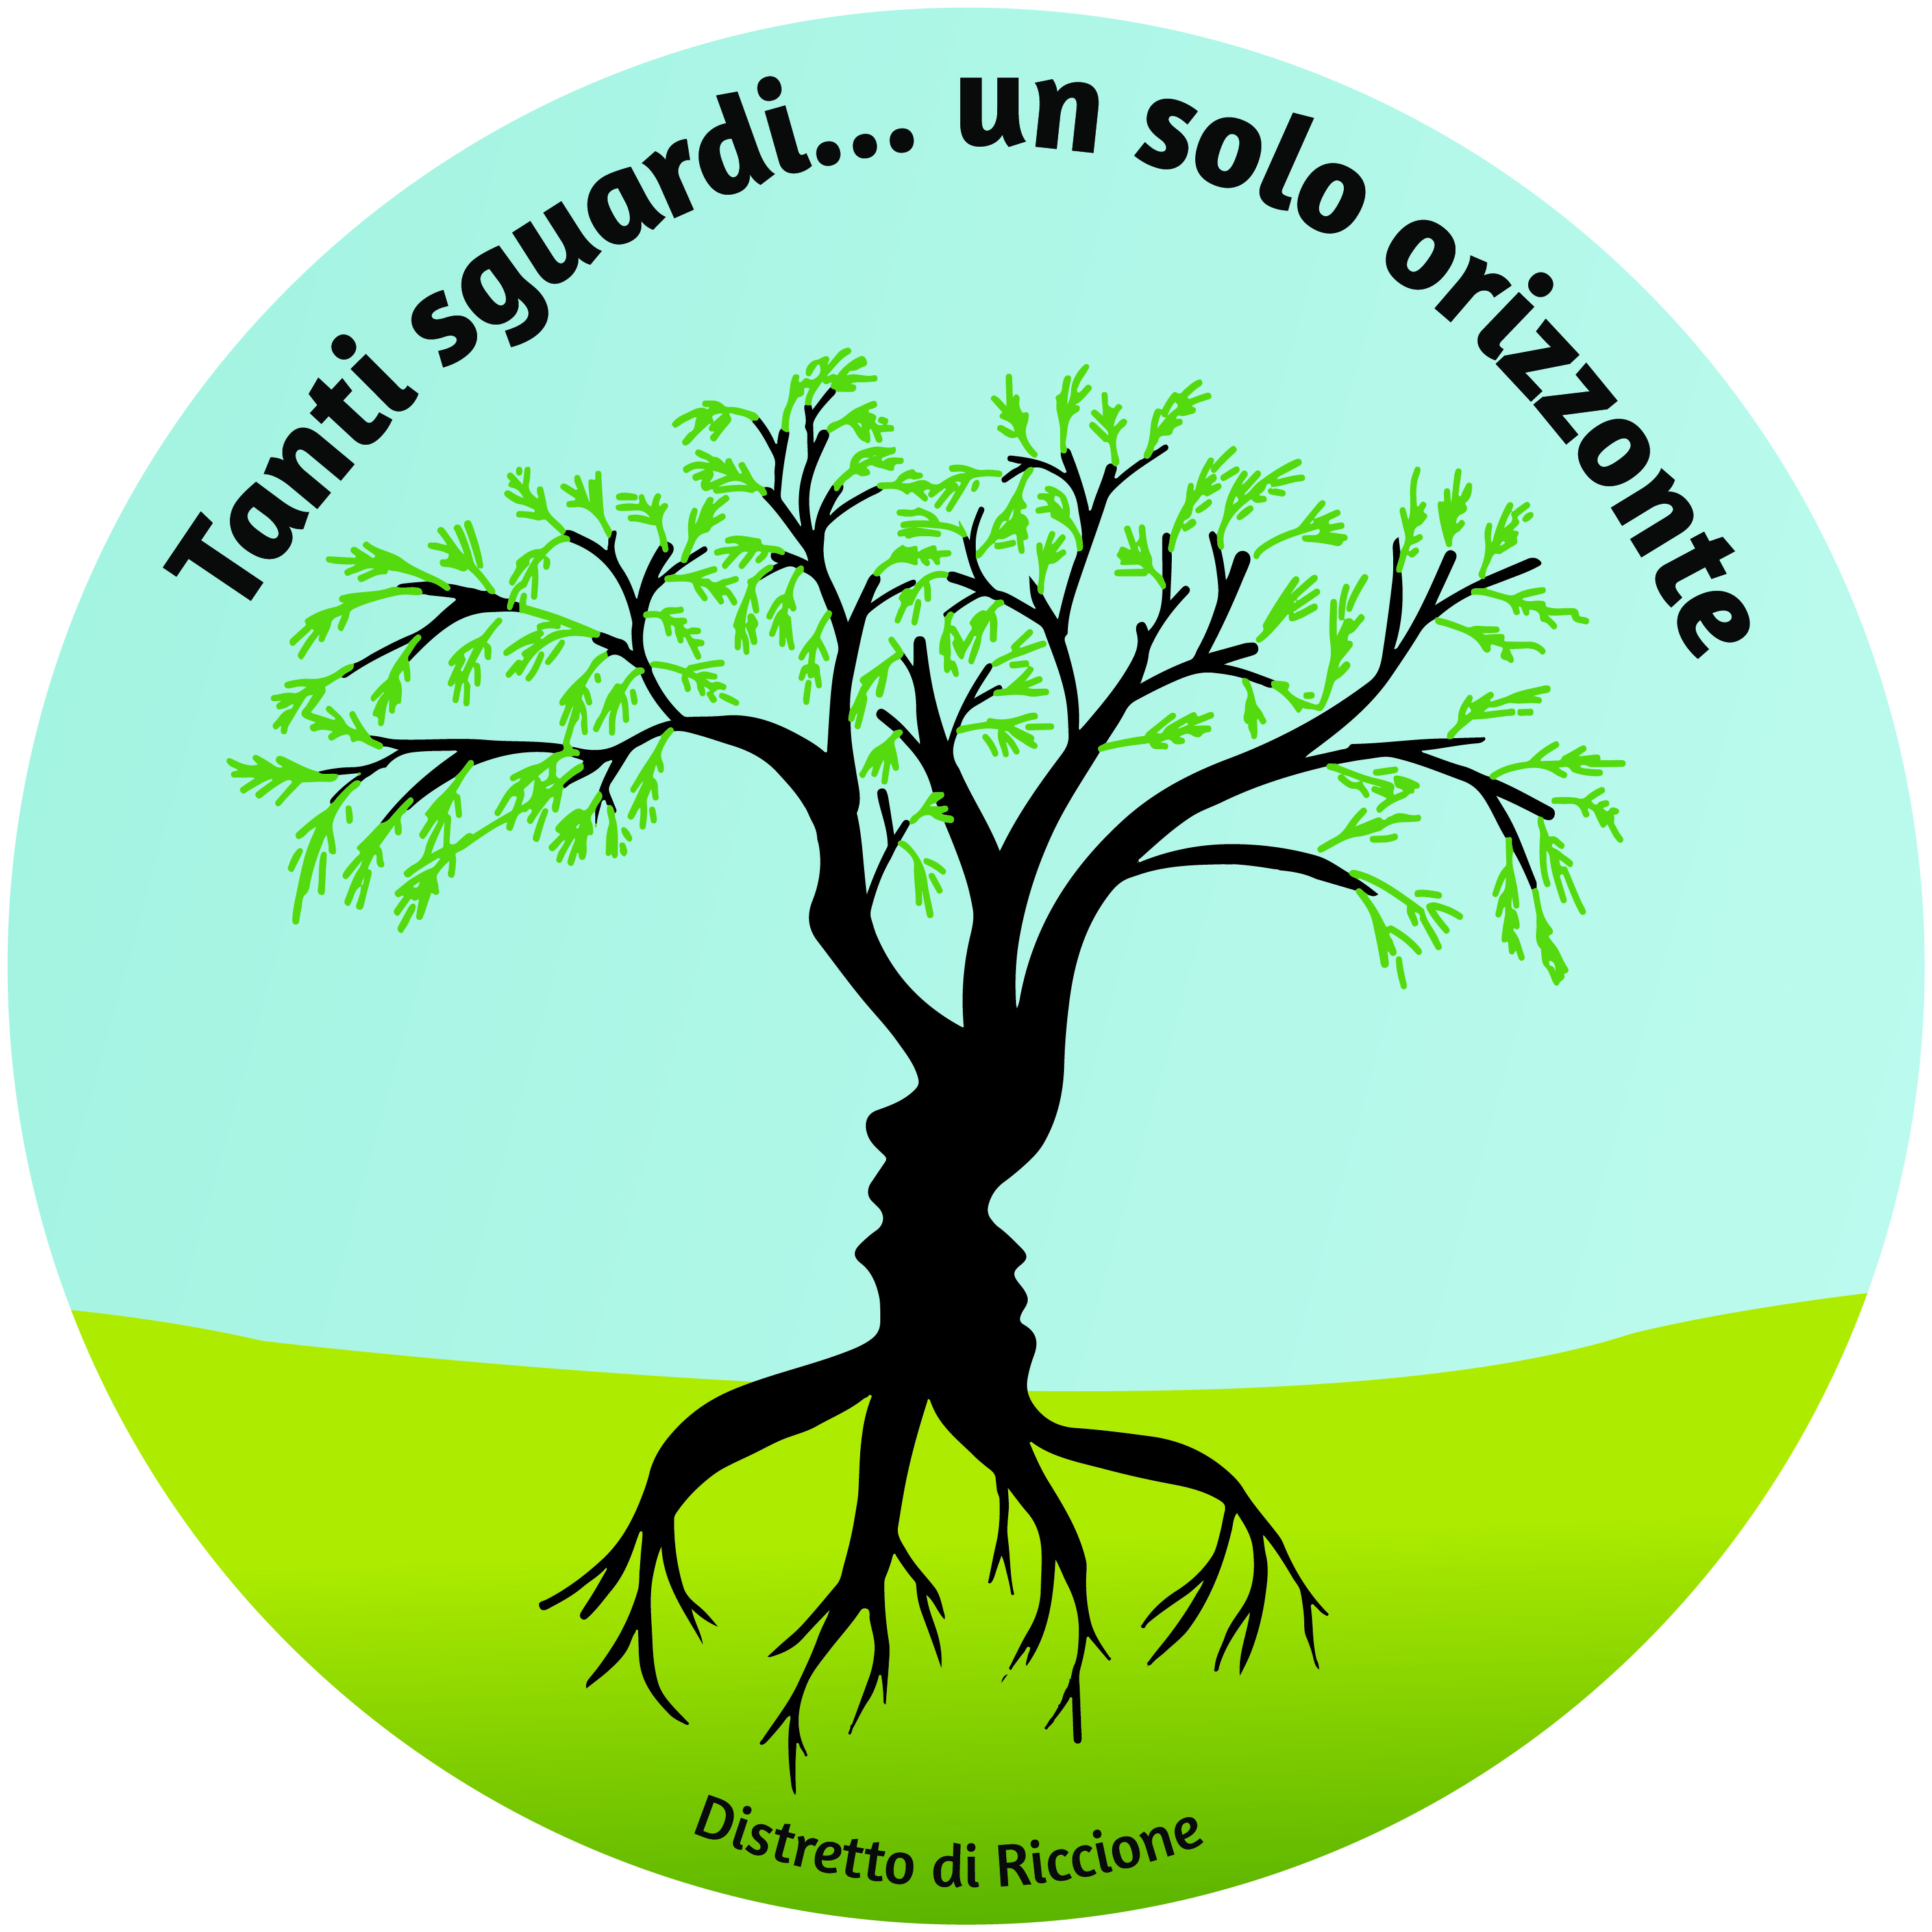 Tanti sguardi... un solo orizzonte
Distretto di Riccione